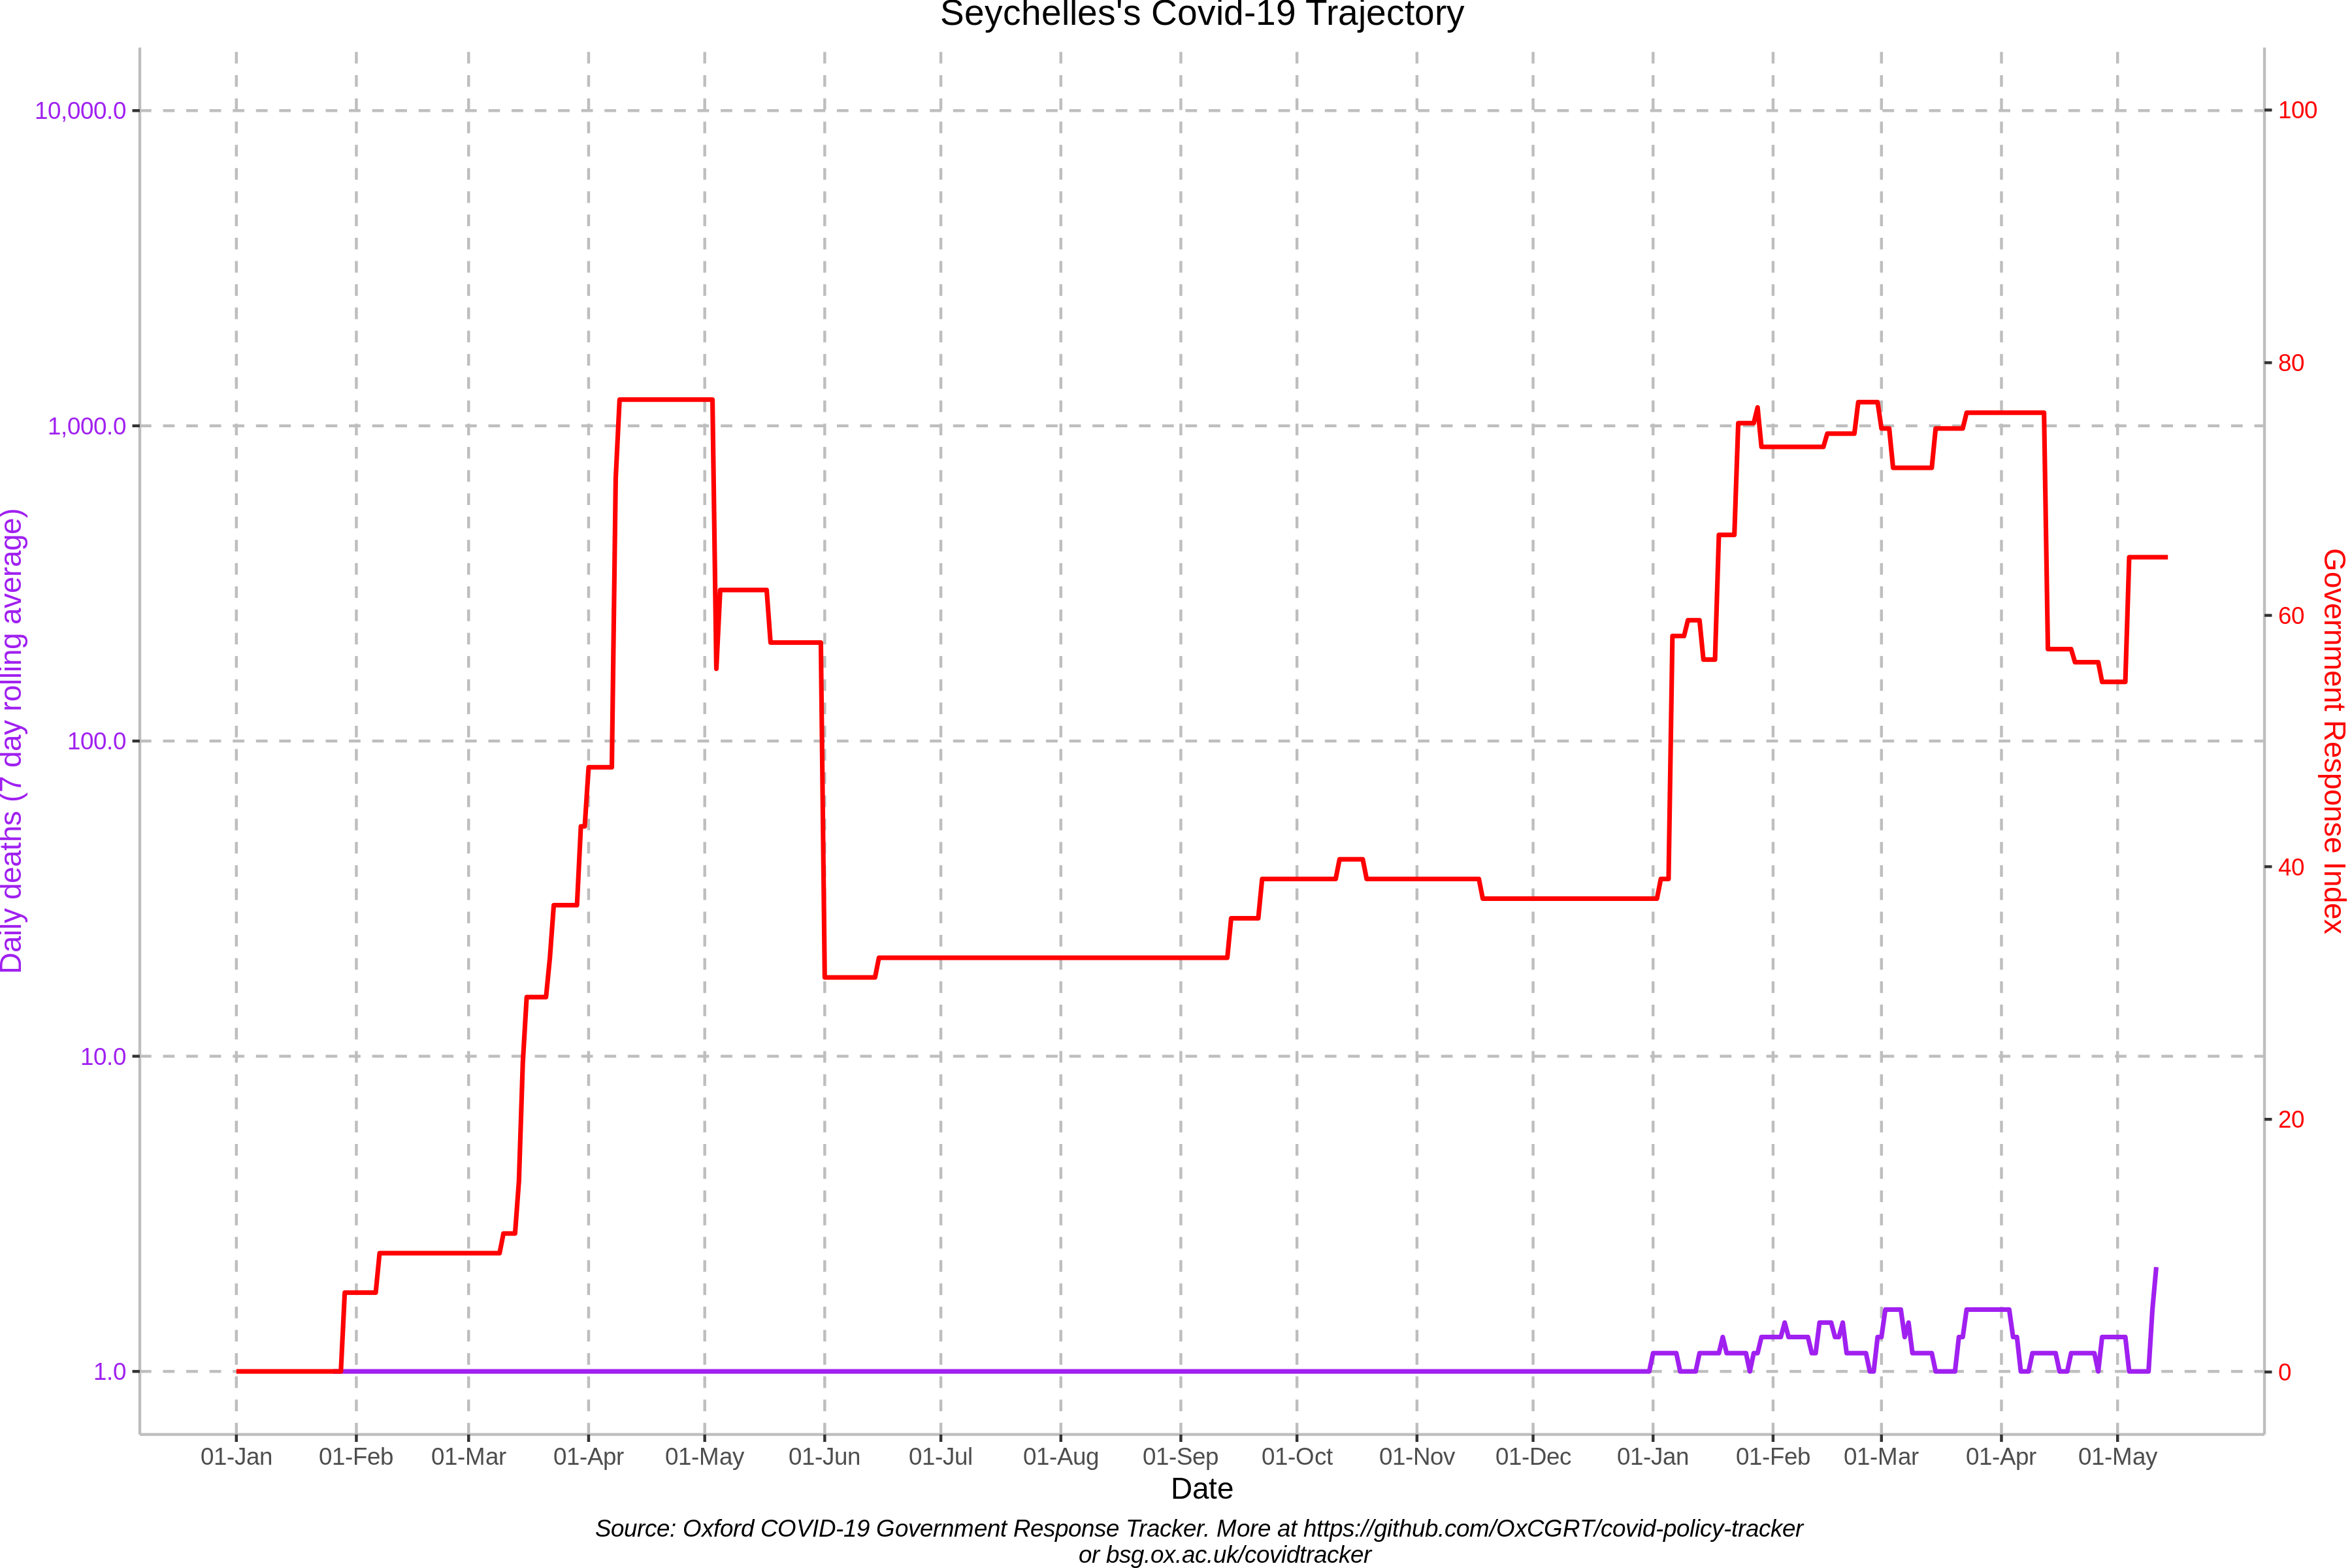 Seychelles's Covid-19 Trajectory
10,000.0
1,000.0
100.0
10.0
1.0
Daily deaths (7 day rolling average)
100
80
60
40
20
0
Government Response Index
01-Jan 01-Feb 01-Mar 01-Apr 01-May 01-Jun 01-Jul 01-Aug 01-Sep 01-Oct 01-Nov 01-Dec 01-Jan 01-Feb 01-Mar 01-Apr 01-May
Date
Source: Oxford COVID-19 Government Response Tracker. More at https://github.com/OxCGRT/covid-policy-tracker
or bsg.ox.ac.uk/covidtracker